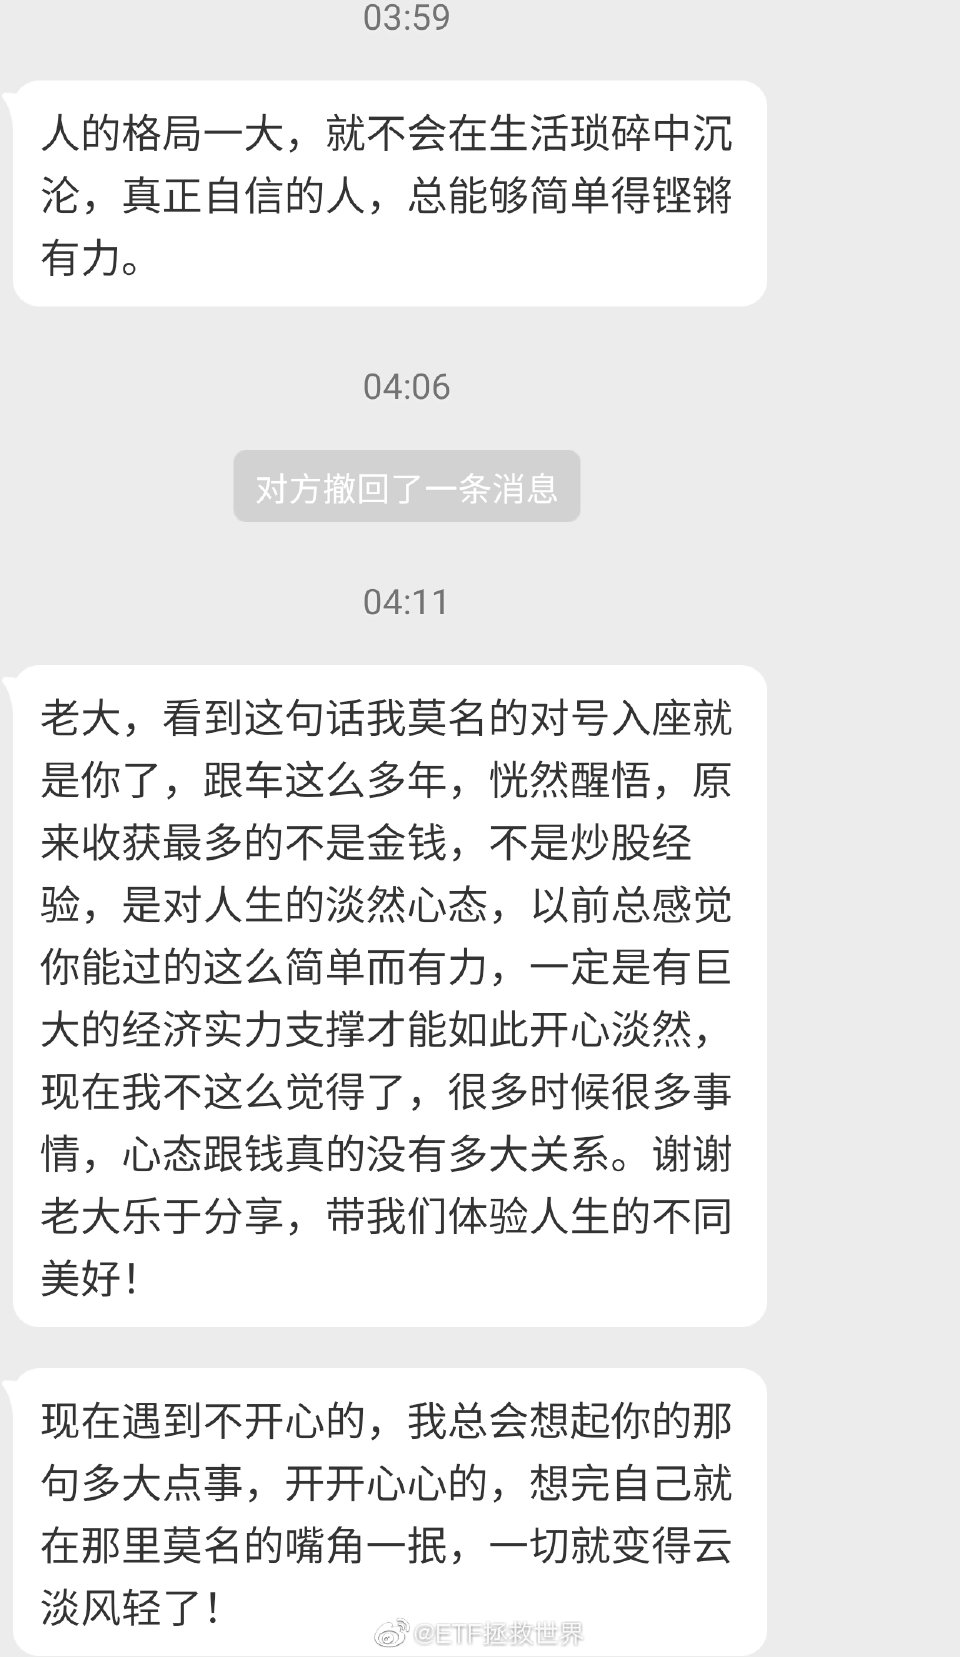 03:59
人的格局一大，就不会在生活琐碎中沉
沦，真正自信的人，总能够简单得铿锵
有力。
04:06
对方撤回了一条消息
04:11
老大，看到这句话我莫名的对号入座就
是你了，跟车这么多年，恍然醒悟，原
来收获最多的不是金钱，不是炒股经
验，是对人生的淡然心态，以前总感觉
你能过的这么简单而有力，一定是有巨
大的经济实力支撑才能如此开心淡然，
现在我不这么觉得了，很多时候很多事
情，心态跟钱真的没有多大关系。谢谢
老大乐于分享，带我们体验人生的不同
美好！
现在遇到不开心的，我总会想起你的那
句多大点事，开开心心的，想完自己就
在那里莫名的嘴角一抿，一切就变得云
淡风轻了！
@ETF拯救世界